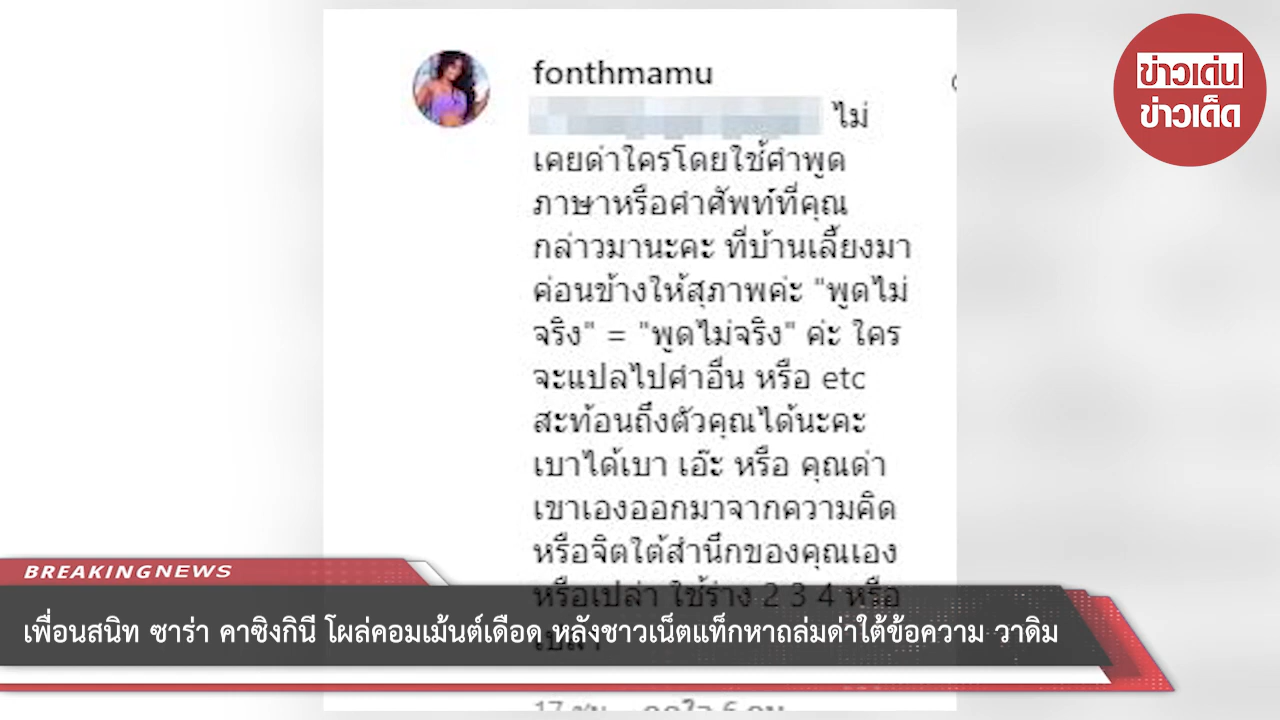 fonthmamu
ไม่
เคยด่าใครโดยใช้คำพูด
ภาษาหรือคำศัพท์ที่คุณ
กล่าวมานะคะ ที่บ้านเลี้ยงมา
ค่อนข้างให้สุภาพค่ะ "พูดไม่
จริง" = "พูดไม่จริง" ค่ะ ใคร
จะแปลไปคำอื่น หรือ etc
สะท้อนถึงตัวคุณได้นะคะ
เบาได้เบา เอ๊ะ หรือ คุณด่า
เขาเองออกมาจากความคิด
หรือจิตใต้สำนึกของคุณเอง
หรือเปล่า ใช้ร่าง 2 3 4 หรือ
เปล่า
ข่าวเด่น
ข่าวเด็ด
BREAKING NEWS
เพื่อนสนิท ซาร่า คาซิงกินี โผล่คอมเม้นต์เดือด หลังชาวเน็ตแท็กหาถล่มด่าใต้ข้อความ วาดิม